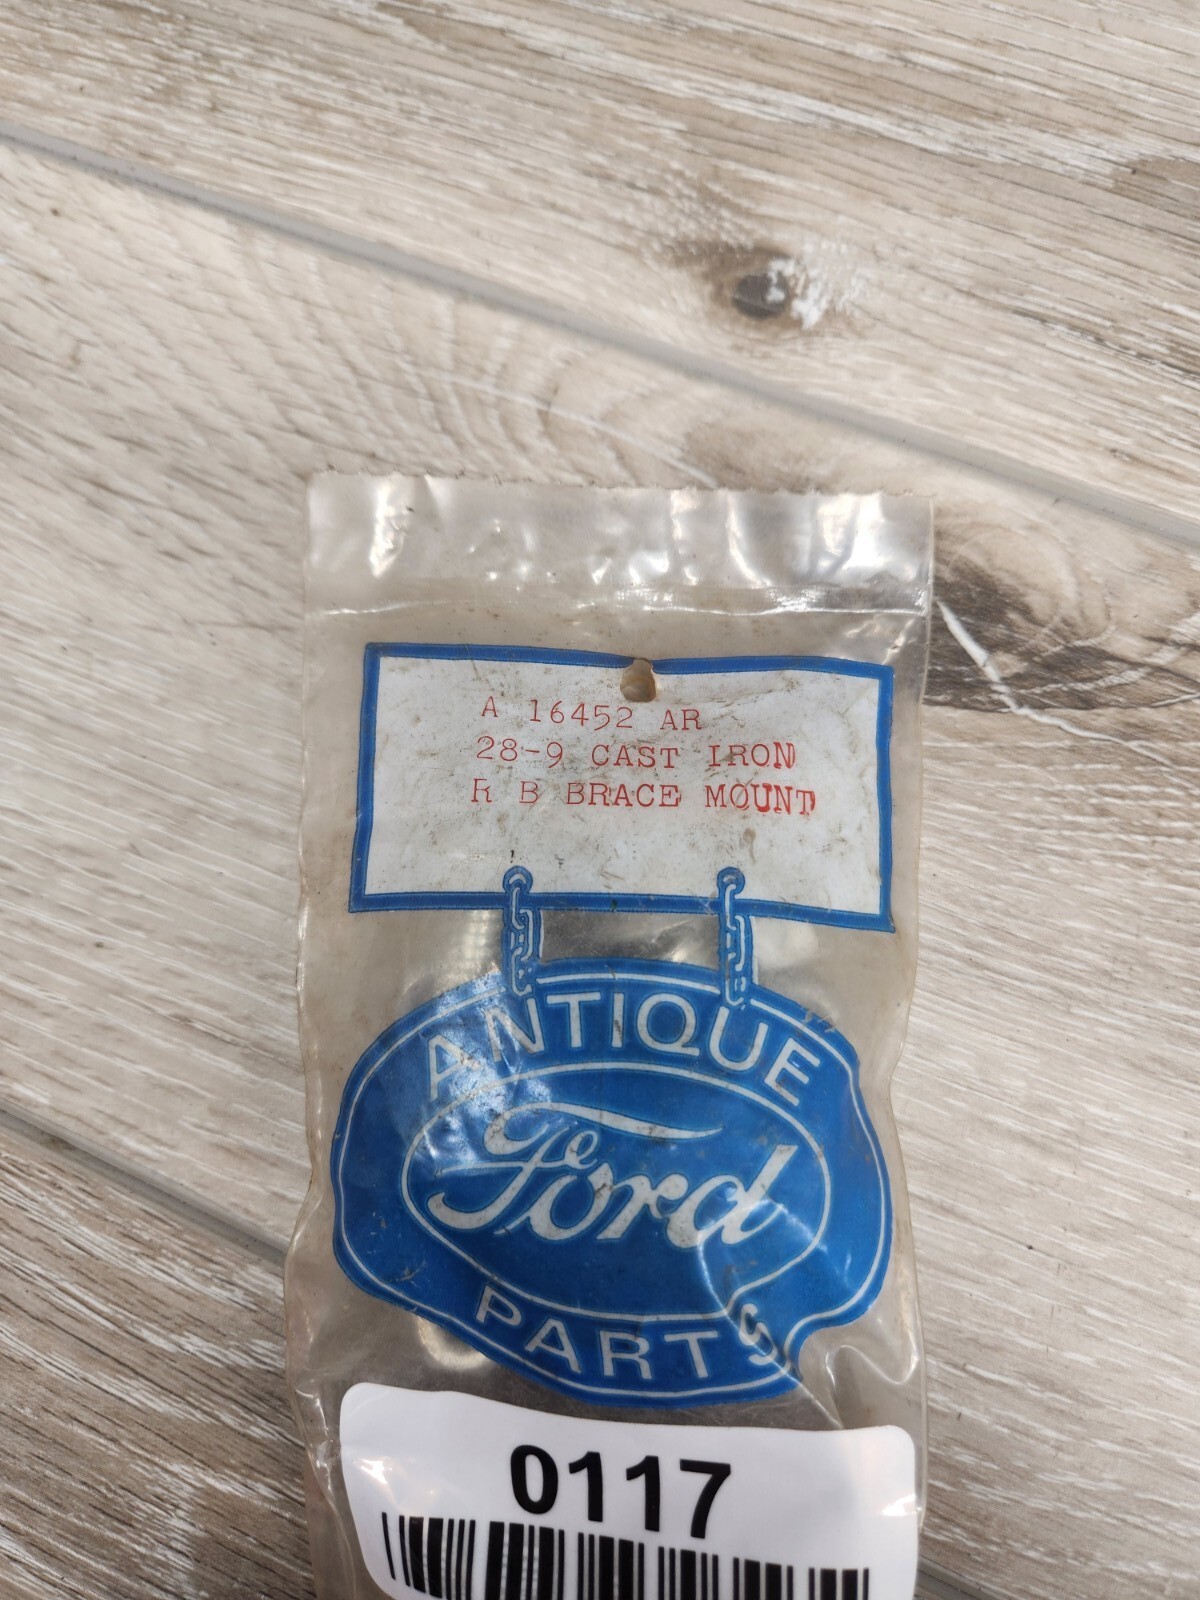 A 16452 AR
28-9 CAST IRON
R B BRACE MOUNT
ANTIQUE
Ford
PARTS
0117